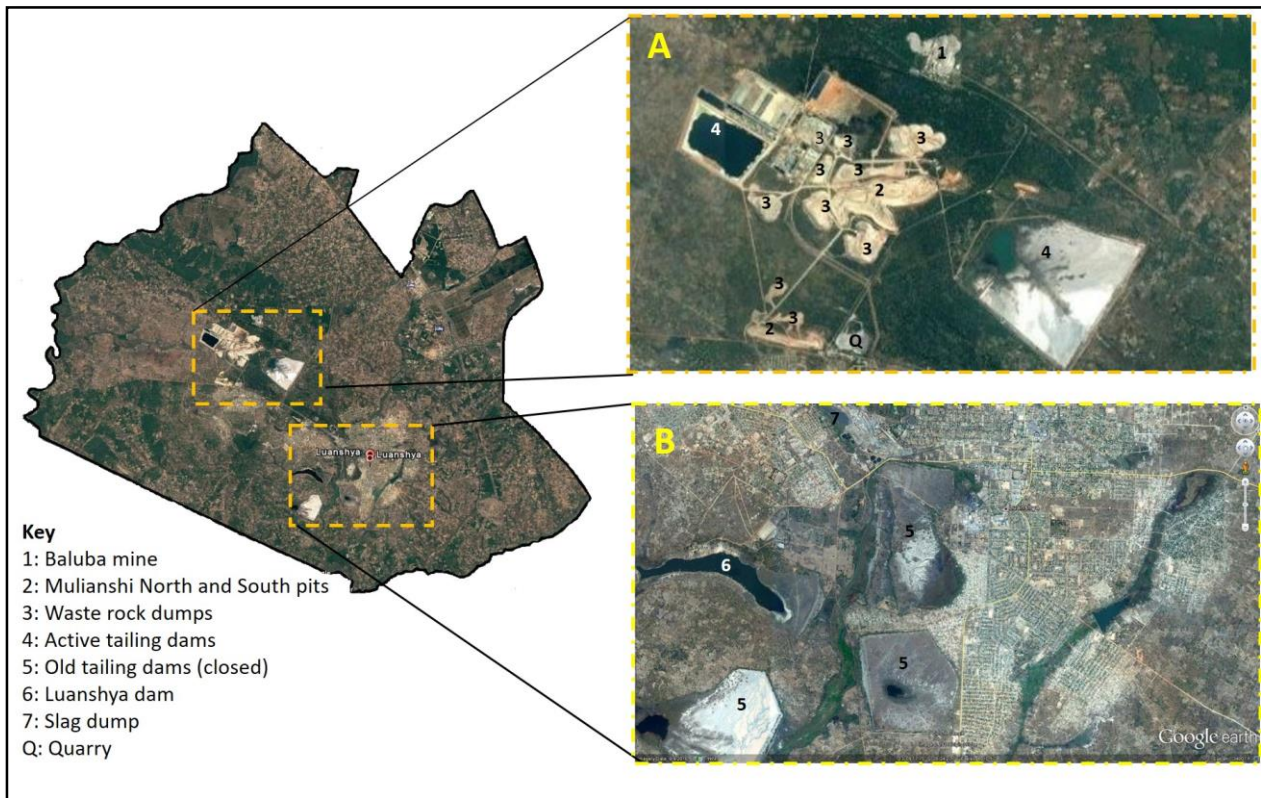 A
1
4
3
3
3
3
3
2
3
3
3
4
3
3
2
Q
Luanshya
Luanshya
B
7
5
6
5
5
Google earth
Key
1: Baluba mine
2: Mulianshi North and South pits
3: Waste rock dumps
4: Active tailing dams
5: Old tailing dams (closed)
6: Luanshya dam
7: Slag dump
Q: Quarry